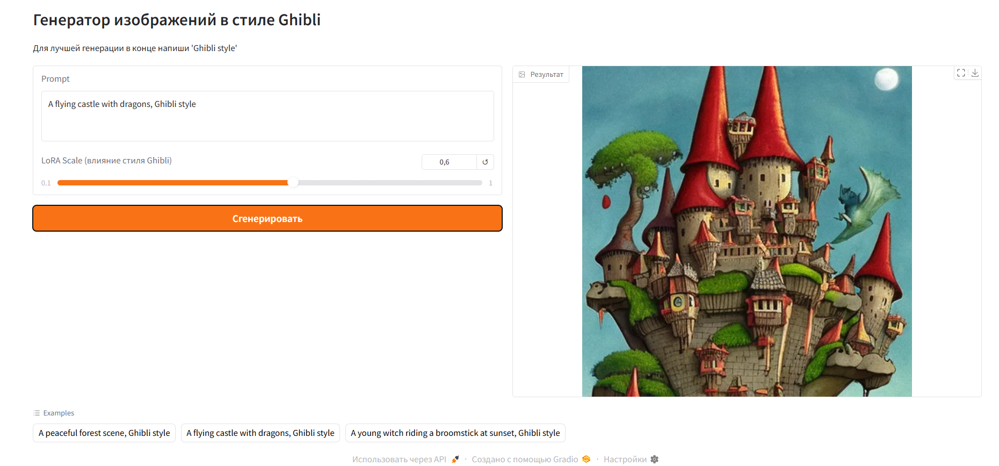 Генератор изображений в стиле Ghibli
Для лучшей генерации в конце напиши 'Ghibli style'
Prompt
A flying castle with dragons, Ghibli style
LoRA Scale (влияние стиля Ghibli)
0,6
↺
0.1
1
Сгенерировать
Результат
Examples
A peaceful forest scene, Ghibli style
A flying castle with dragons, Ghibli style
A young witch riding a broomstick at sunset, Ghibli style
Использовать через API · Создано с помощью Gradio · Настройки